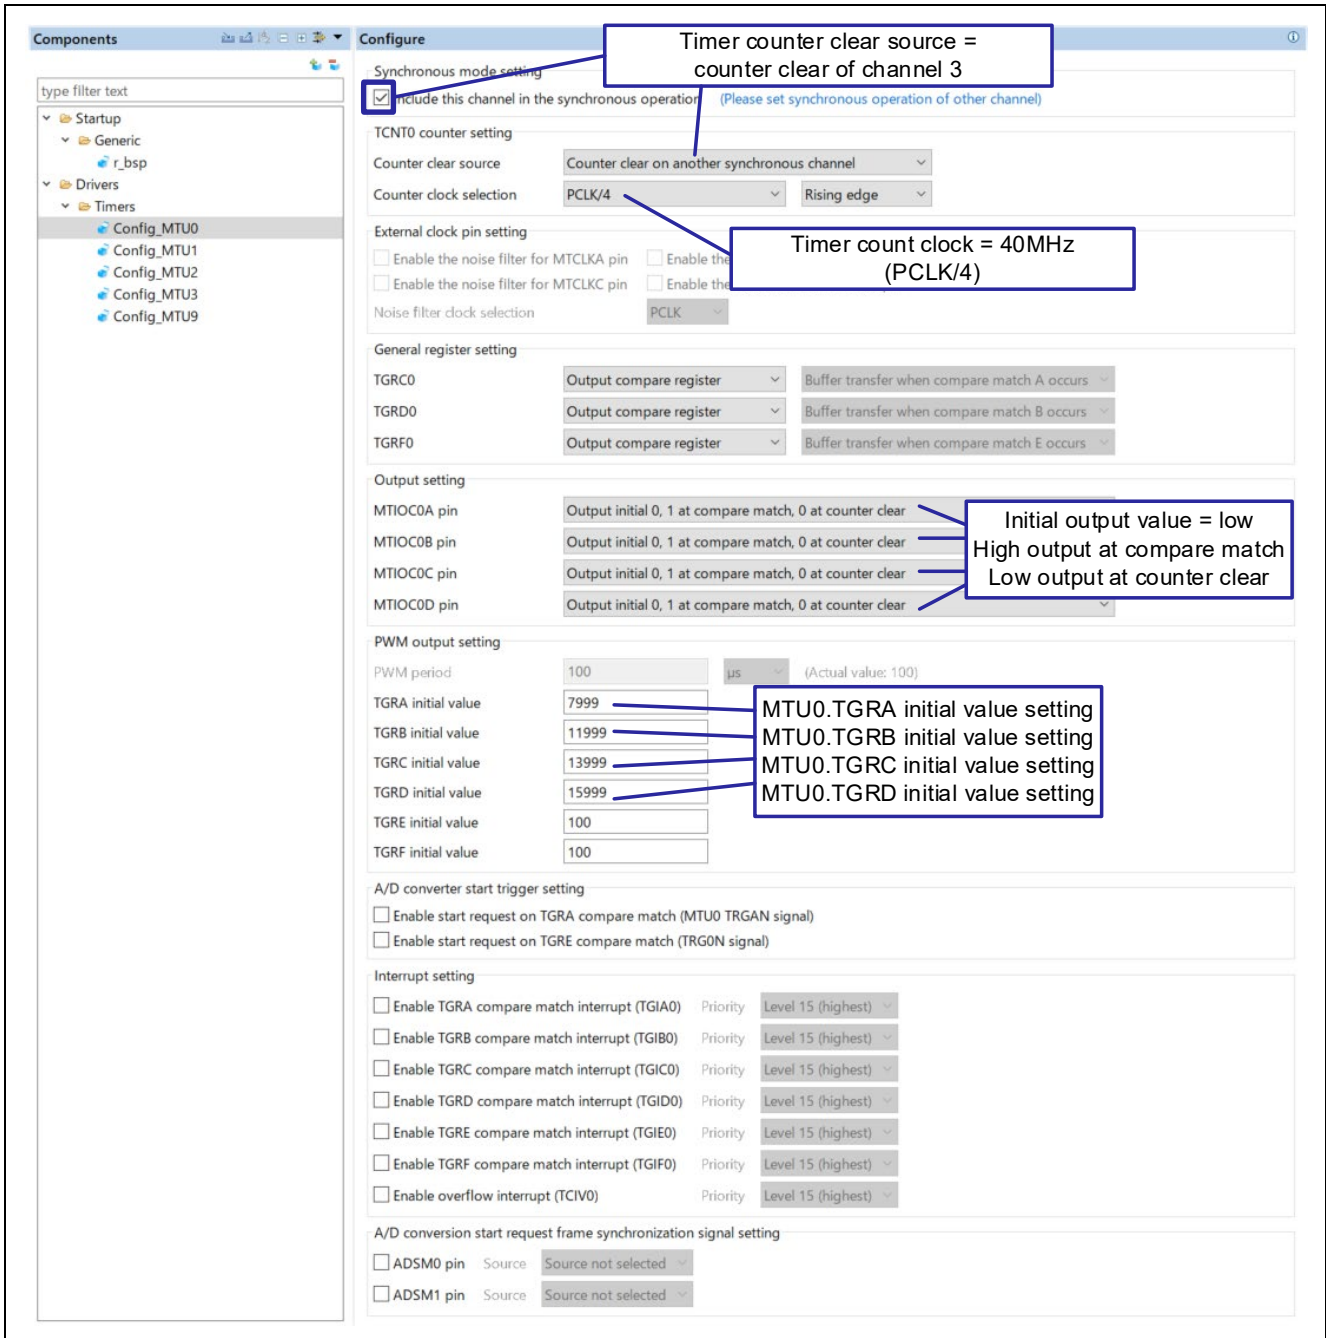 Components
type filter text
Startup
Generic
r_bsp
Drivers
Timers
Config_MTU0
Config_MTU1
Config_MTU2
Config_MTU3
Config_MTU9
Configure
Timer counter clear source =
counter clear of channel 3
Synchronous mode setting
Include this channel in the synchronous operation (Please set synchronous operation of other channel)
TCNT0 counter setting
Counter clear source Counter clear on another synchronous channel
Counter clock selection PCLK/4 Rising edge
Timer count clock = 40MHz
(PCLK/4)
External clock pin setting
Enable the noise filter for MTCLKA pin Enable the
Enable the noise filter for MTCLKC pin Enable the
Noise filter clock selection PCLK
General register setting
TGRC0 Output compare register Buffer transfer when compare match A occurs
TGRD0 Output compare register Buffer transfer when compare match B occurs
TGRF0 Output compare register Buffer transfer when compare match E occurs
Output setting
MTIOC0A pin Output initial 0, 1 at compare match, 0 at counter clear
MTIOC0B pin Output initial 0, 1 at compare match, 0 at counter clear
MTIOC0C pin Output initial 0, 1 at compare match, 0 at counter clear
MTIOC0D pin Output initial 0, 1 at compare match, 0 at counter clear
Initial output value = low
High output at compare match
Low output at counter clear
PWM output setting
PWM period 100 µs (Actual value: 100)
TGRA initial value 7999
TGRB initial value 11999
TGRC initial value 13999
TGRD initial value 15999
TGRE initial value 100
TGRF initial value 100
MTU0.TGRA initial value setting
MTU0.TGRB initial value setting
MTU0.TGRC initial value setting
MTU0.TGRD initial value setting
A/D converter start trigger setting
Enable start request on TGRA compare match (MTU0 TRGAN signal)
Enable start request on TGRE compare match (TRG0N signal)
Interrupt setting
Enable TGRA compare match interrupt (TGIA0) Priority Level 15 (highest)
Enable TGRB compare match interrupt (TGIB0) Priority Level 15 (highest)
Enable TGRC compare match interrupt (TGIC0) Priority Level 15 (highest)
Enable TGRD compare match interrupt (TGID0) Priority Level 15 (highest)
Enable TGRE compare match interrupt (TGIE0) Priority Level 15 (highest)
Enable TGRF compare match interrupt (TGIF0) Priority Level 15 (highest)
Enable overflow interrupt (TCIV0) Priority Level 15 (highest)
A/D conversion start request frame synchronization signal setting
ADSM0 pin Source Source not selected
ADSM1 pin Source Source not selected